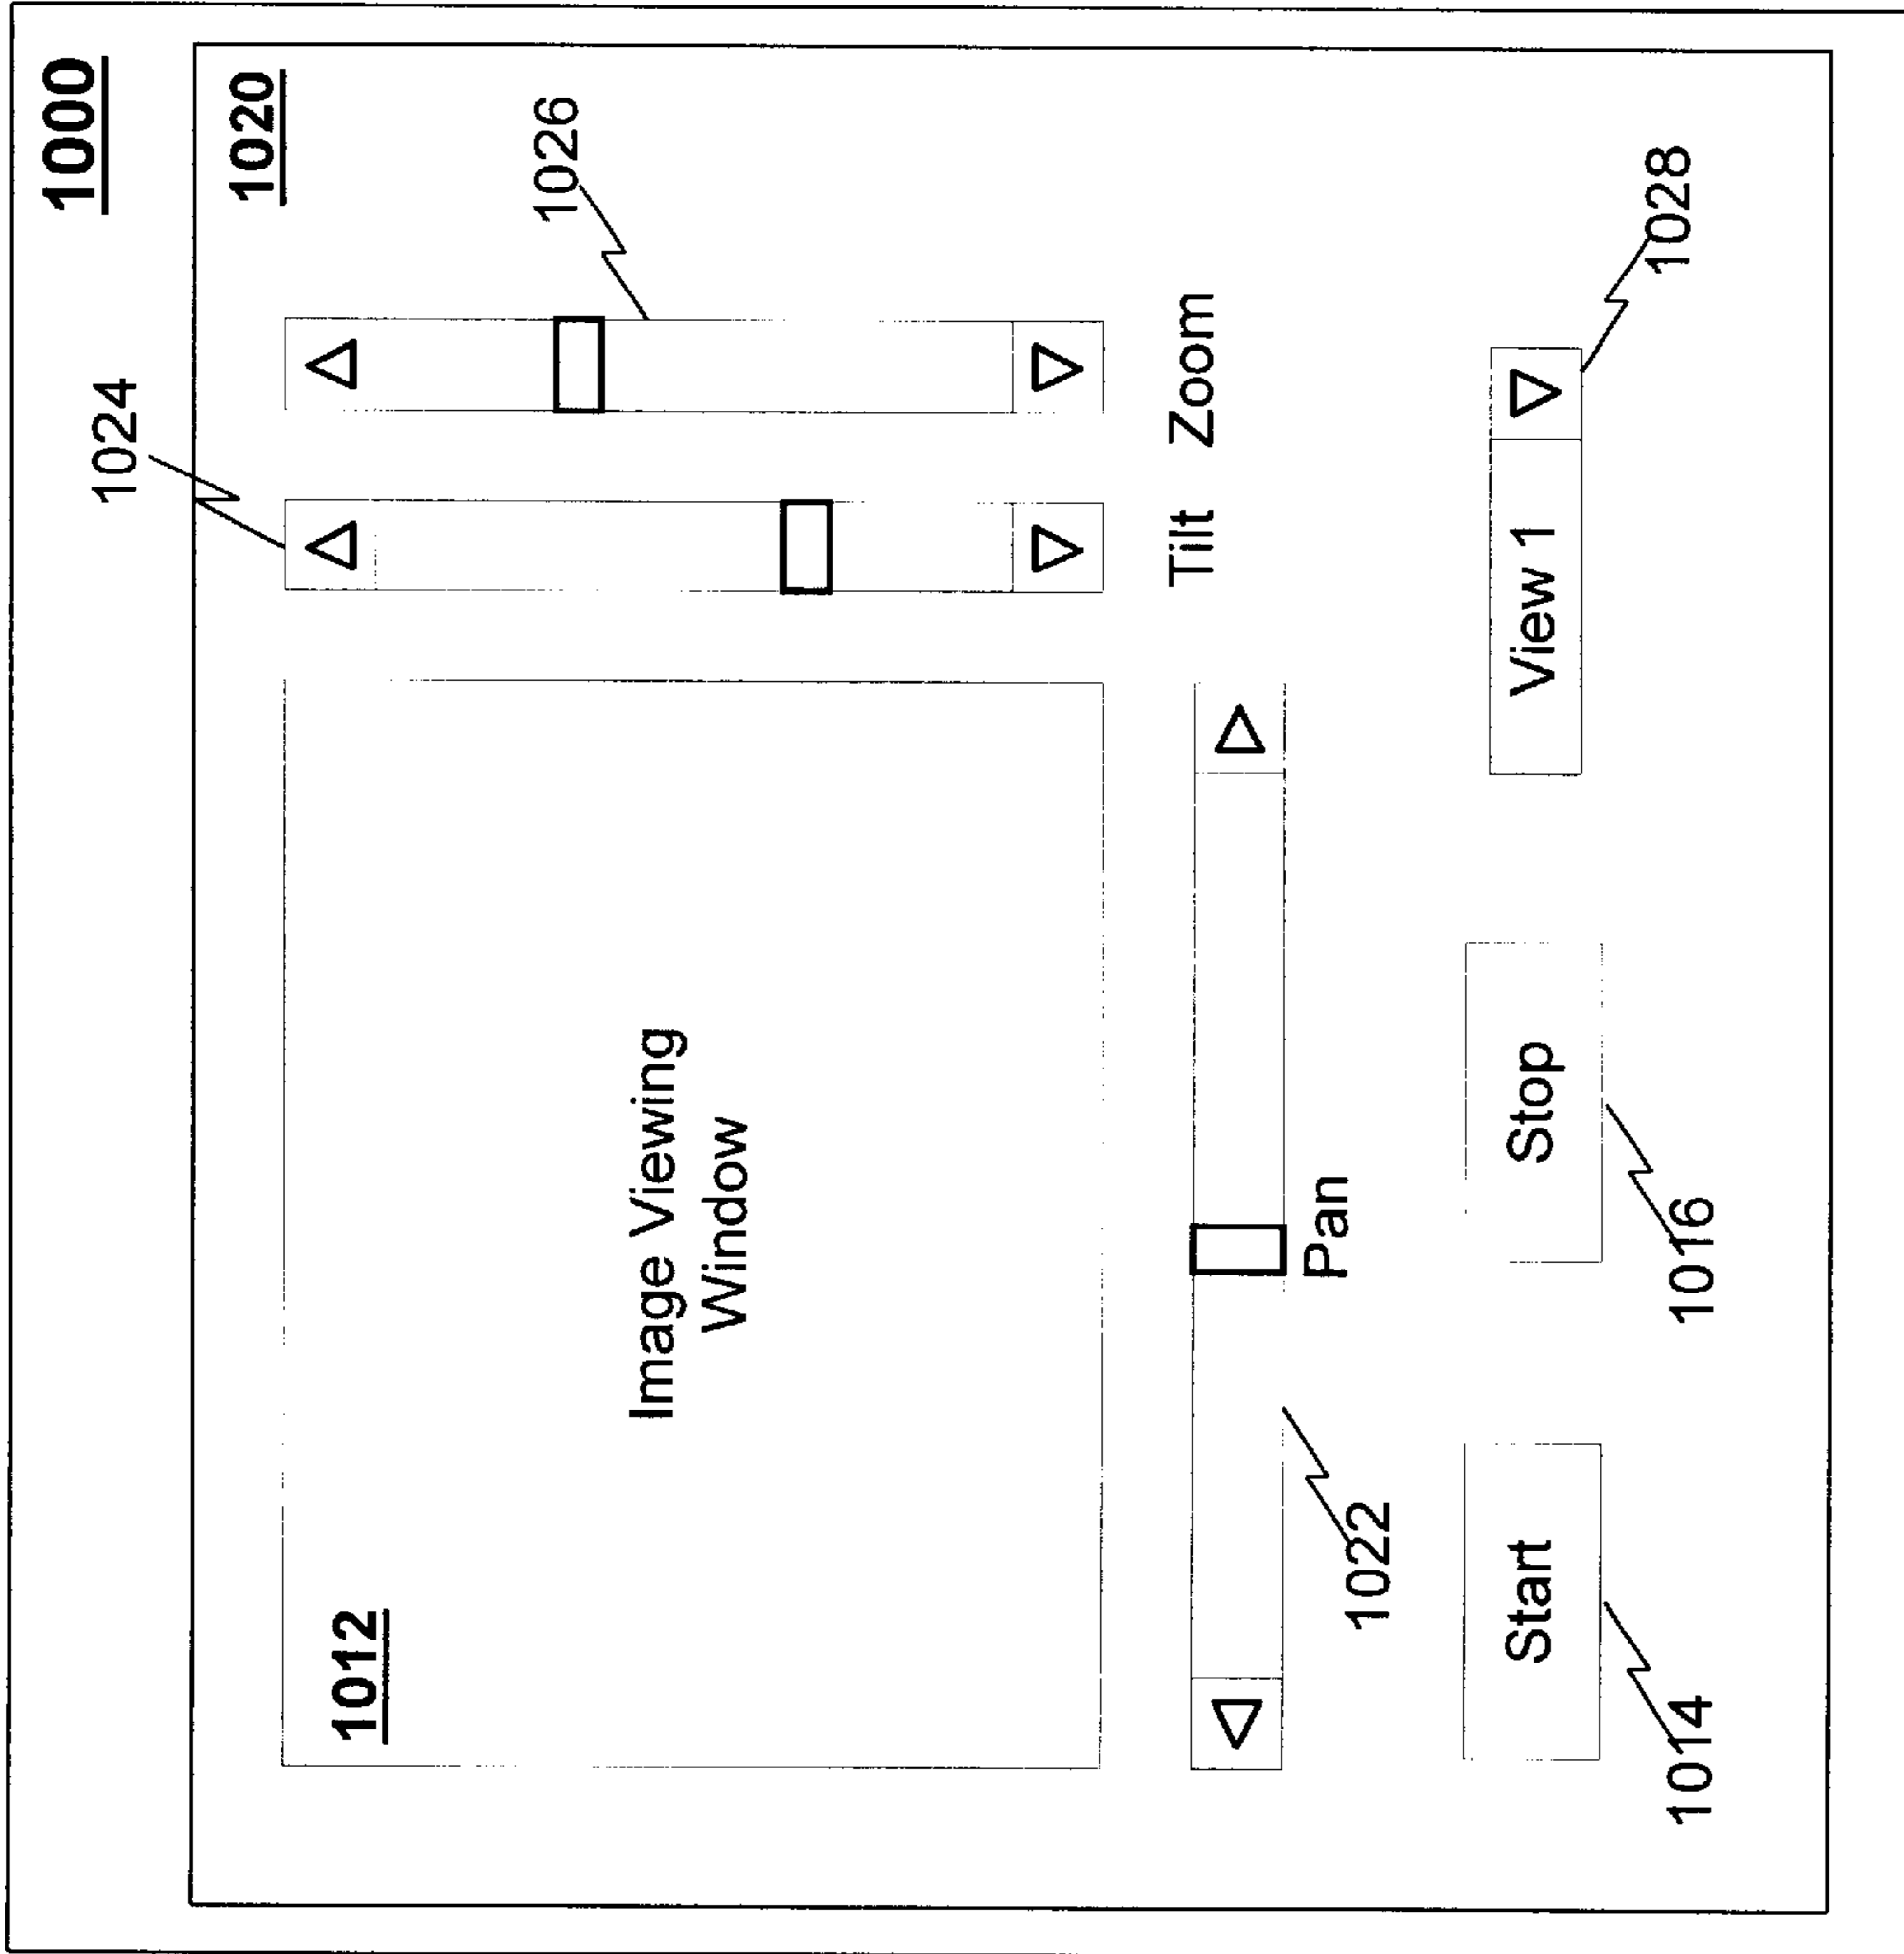 1000
1020
1024
1026
1012
Image Viewing
Window
Tilt Zoom
Pan
1022
Start
Stop
View 1
1014
1016
1028